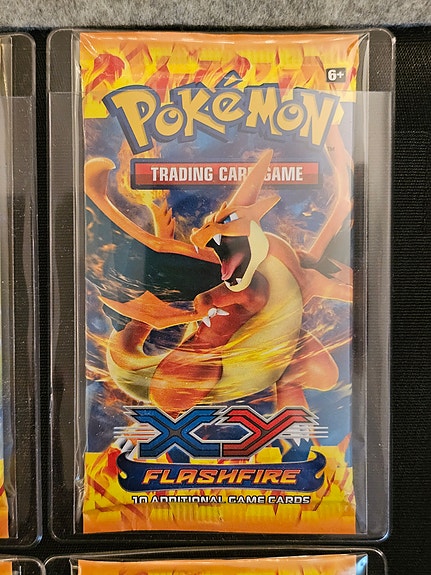 6+
POKéMON
TRADING CARD GAME
XY
FLASHFIRE
10 ADDITIONAL GAME CARDS